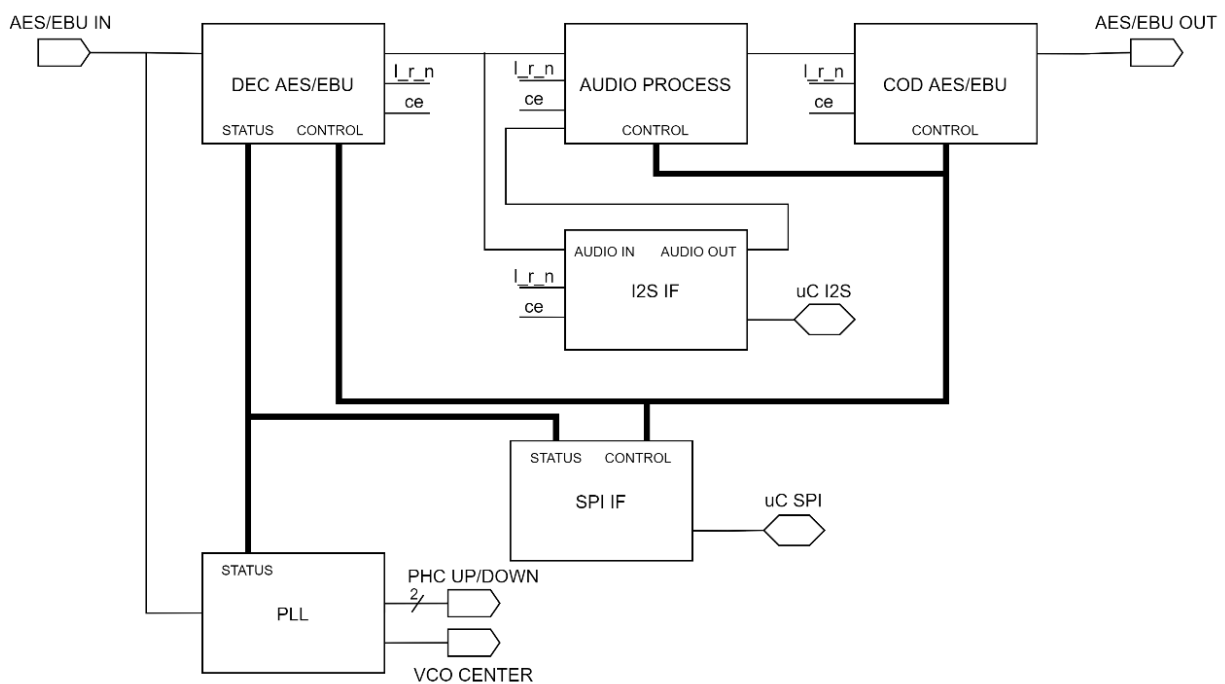 AES/EBU IN
AES/EBU OUT
DEC AES/EBU
l_r_n
ce
STATUS CONTROL
l_r_n
ce
AUDIO PROCESS
CONTROL
l_r_n
ce
COD AES/EBU
CONTROL
AUDIO IN AUDIO OUT
l_r_n
ce
I2S IF
uC I2S
STATUS CONTROL
SPI IF
uC SPI
STATUS
PLL
PHC UP/DOWN
2
VCO CENTER